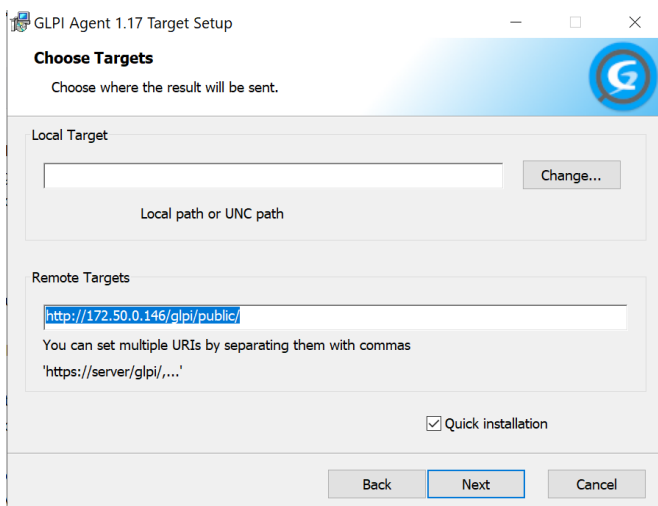 GLPI Agent 1.17 Target Setup
Choose Targets
Choose where the result will be sent.
Local Target
Change...
Local path or UNC path
Remote Targets
http://172.50.0.146/glpi/public/
You can set multiple URIs by separating them with commas
'https://server/glpi/,...'
Quick installation
Back Next Cancel